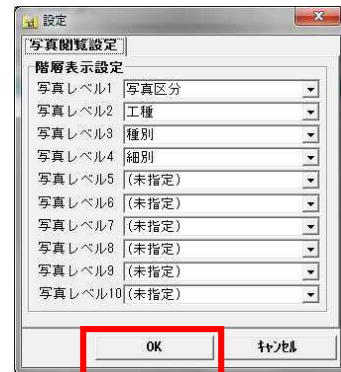 設定
写真閲覧設定
階層表示設定
写真レベル1 写真区分
写真レベル2 工種
写真レベル3 種別
写真レベル4 細別
写真レベル5 (未指定)
写真レベル6 (未指定)
写真レベル7 (未指定)
写真レベル8 (未指定)
写真レベル9 (未指定)
写真レベル10 (未指定)
OK ｷｬﾝｾﾙ